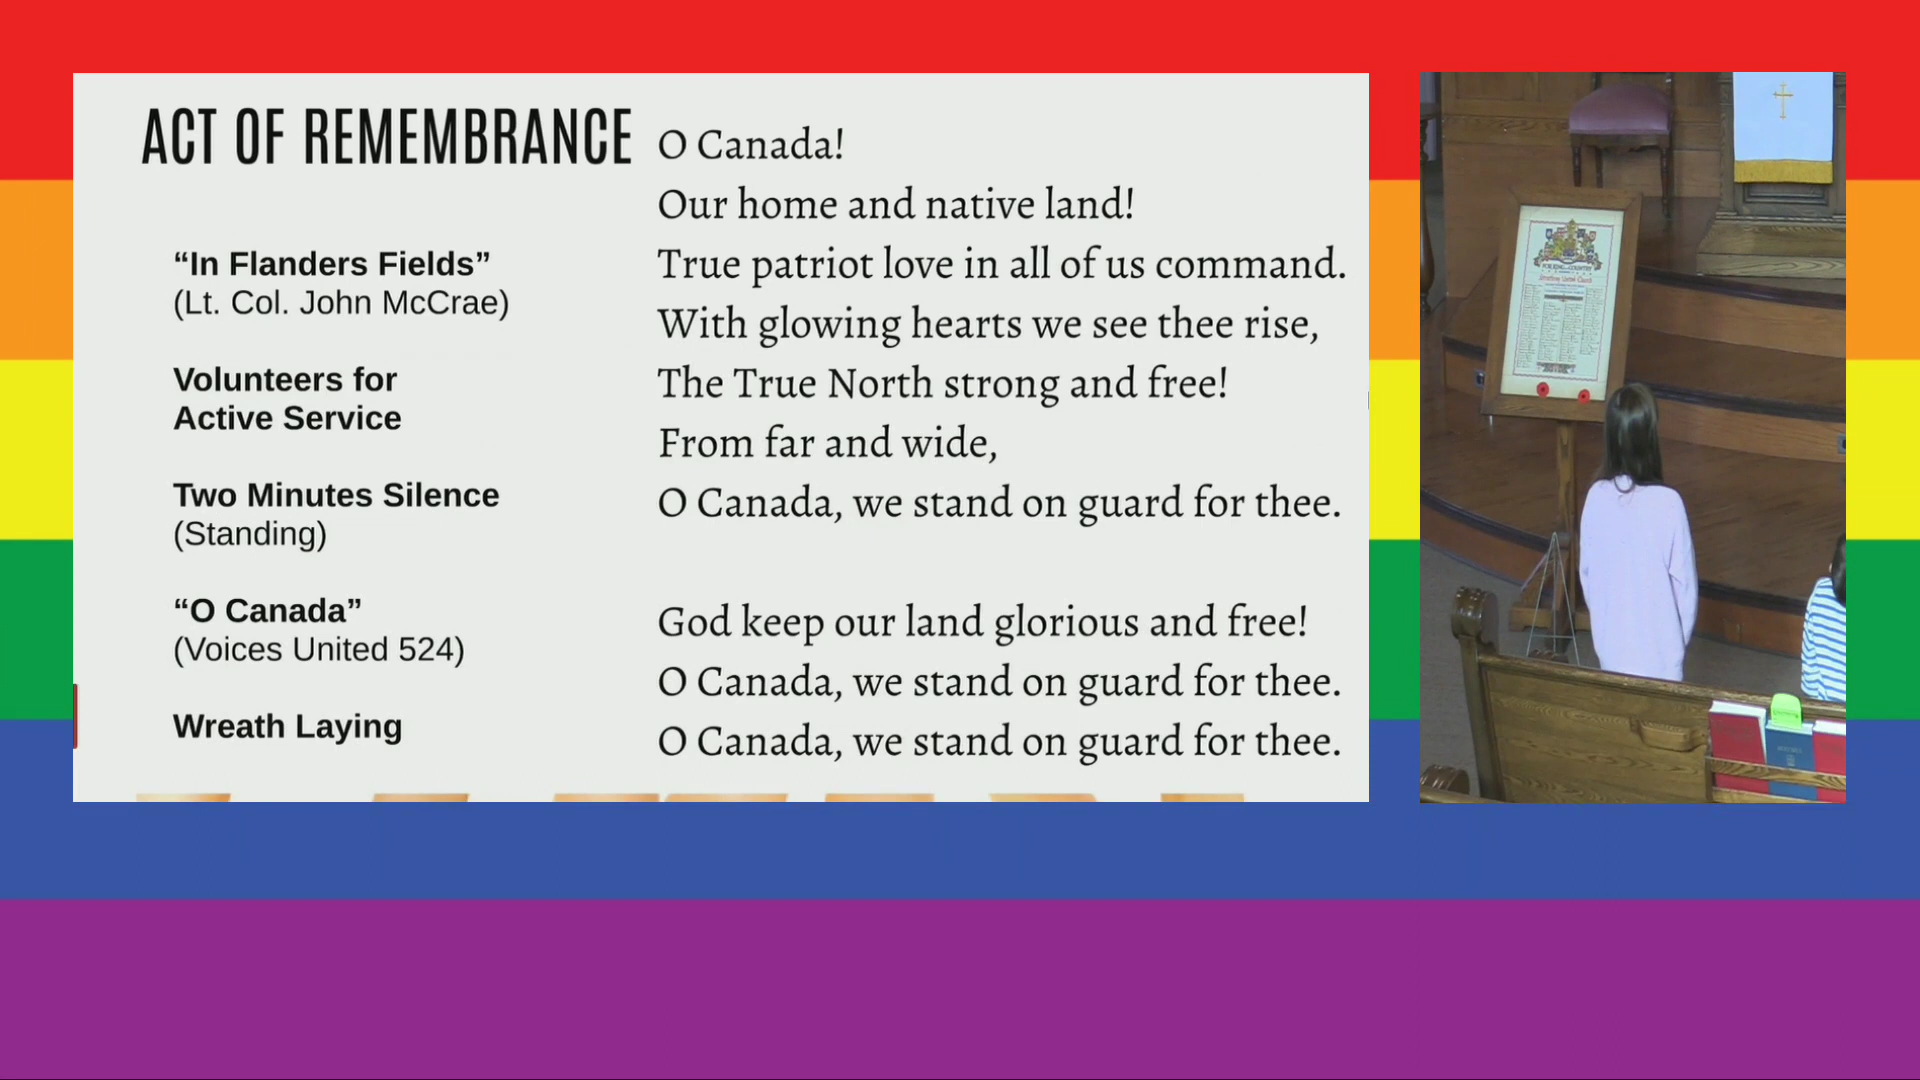 ACT OF REMEMBRANCE
“In Flanders Fields”
(Lt. Col. John McCrae)
Volunteers for
Active Service
Two Minutes Silence
(Standing)
“O Canada”
(Voices United 524)
Wreath Laying
O Canada!
Our home and native land!
True patriot love in all of us command.
With glowing hearts we see thee rise,
The True North strong and free!
From far and wide,
O Canada, we stand on guard for thee.
God keep our land glorious and free!
O Canada, we stand on guard for thee.
O Canada, we stand on guard for thee.
FOR KING AND COUNTRY